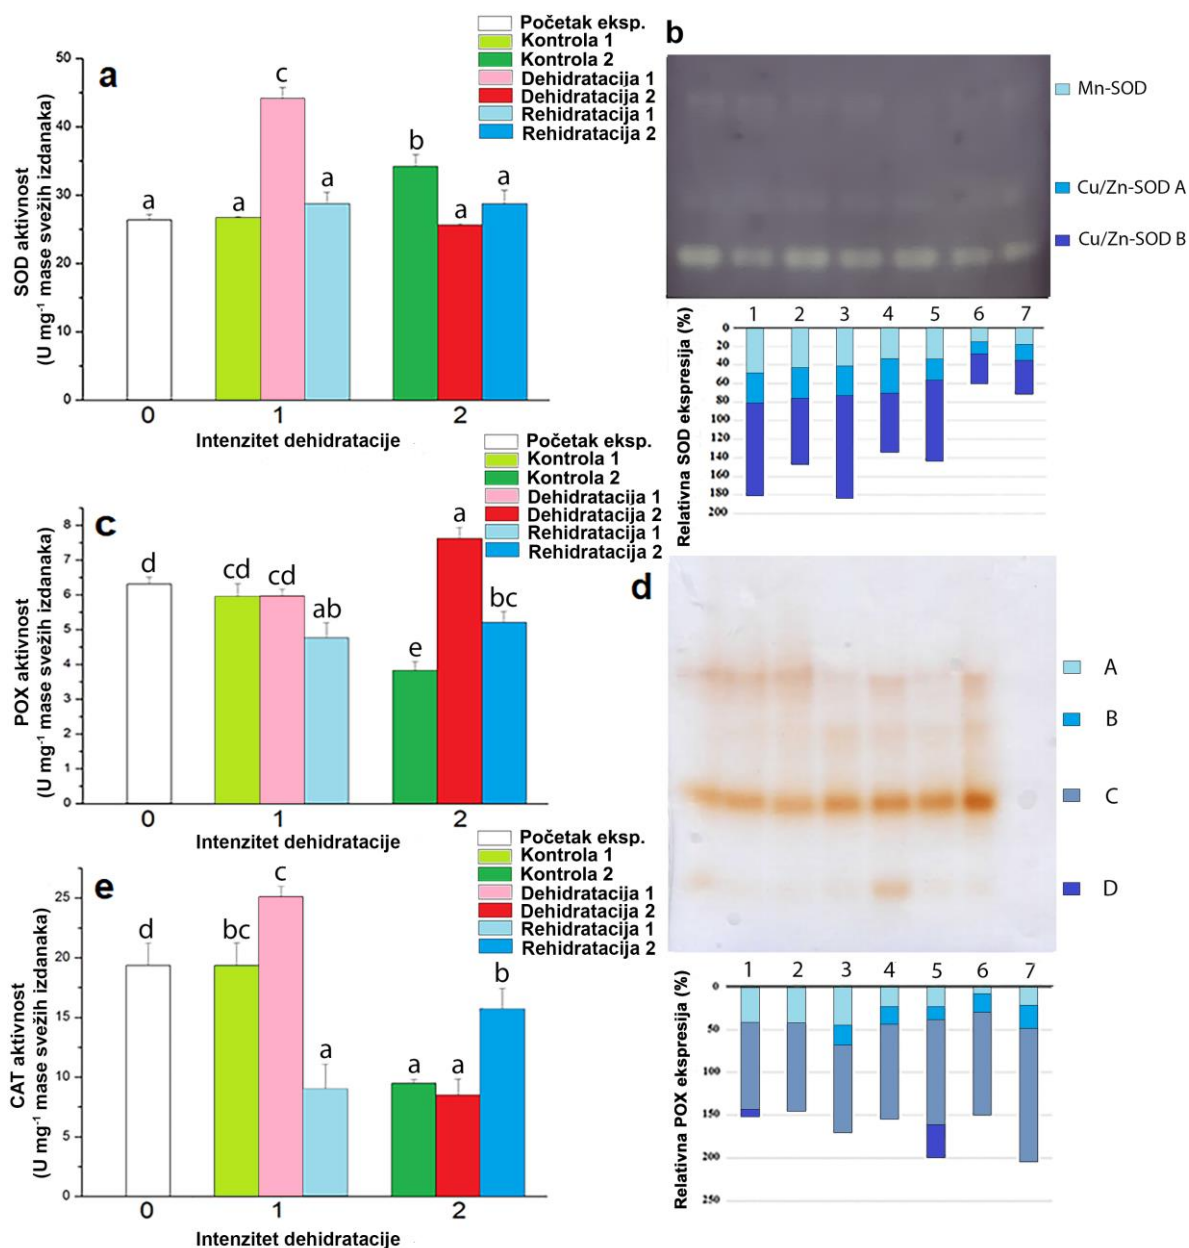 a
SOD aktivnost
(U mg⁻¹ mase svežih izdanaka)
50
40
30
20
10
0
a
a
c
a
b
a
a
0
1
2
Intenzitet dehidratacije
Početak eksp.
Kontrola 1
Kontrola 2
Dehidratacija 1
Dehidratacija 2
Rehidratacija 1
Rehidratacija 2
b
Mn-SOD
Cu/Zn-SOD A
Cu/Zn-SOD B
1 2 3 4 5 6 7
Relativna SOD ekspresija (%)
0
20
40
60
80
100
120
140
160
180
200
c
POX aktivnost
(U mg⁻¹ mase svežih izdanaka)
8
7
6
5
4
3
2
1
0
d
cd
cd
ab
e
a
bc
0
1
2
Intenzitet dehidratacije
Početak eksp.
Kontrola 1
Kontrola 2
Dehidratacija 1
Dehidratacija 2
Rehidratacija 1
Rehidratacija 2
d
A
B
C
D
1 2 3 4 5 6 7
Relativna POX ekspresija (%)
0
50
100
150
200
250
e
CAT aktivnost
(U mg⁻¹ mase svežih izdanaka)
25
20
15
10
5
0
d
bc
c
a
a
a
b
0
1
2
Intenzitet dehidratacije
Početak eksp.
Kontrola 1
Kontrola 2
Dehidratacija 1
Dehidratacija 2
Rehidratacija 1
Rehidratacija 2